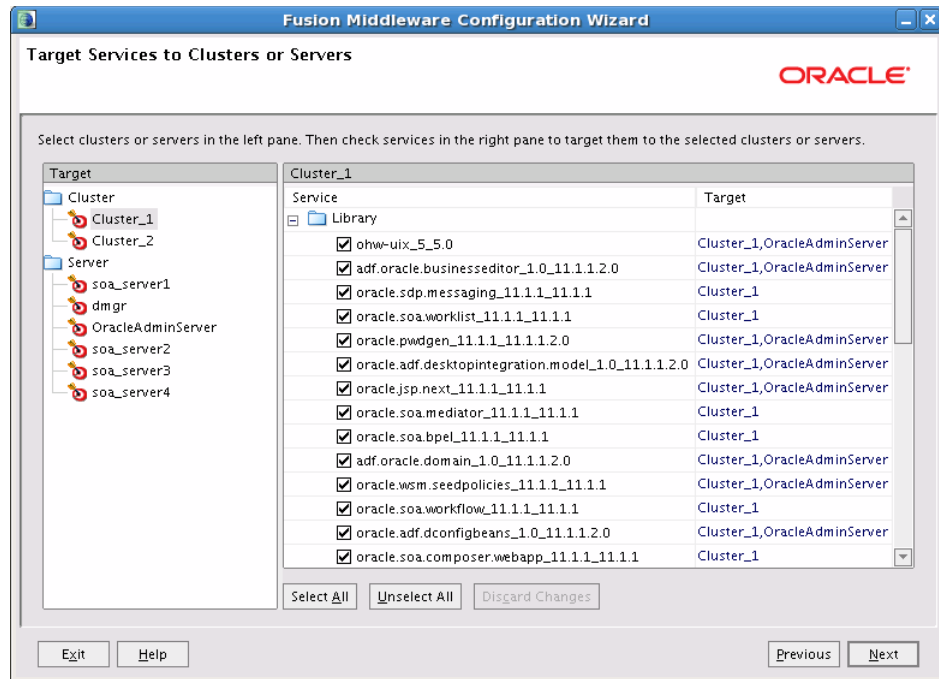 Fusion Middleware Configuration Wizard
Target Services to Clusters or Servers
ORACLE
Select clusters or servers in the left pane. Then check services in the right pane to target them to the selected clusters or servers.
Target
Cluster
Cluster_1
Cluster_2
Server
soa_server1
dmgr
OracleAdminServer
soa_server2
soa_server3
soa_server4
Cluster_1
Service Target
Library
ohw-uix_5_5.0 Cluster_1,OracleAdminServer
adf.oracle.businesseditor_1.0_11.1.1.2.0 Cluster_1,OracleAdminServer
oracle.sdp.messaging_11.1.1_11.1.1 Cluster_1
oracle.soa.worklist_11.1.1_11.1.1 Cluster_1
oracle.pwdgen_11.1.1_11.1.1.2.0 Cluster_1,OracleAdminServer
oracle.adf.desktopintegration.model_1.0_11.1.1.2.0 Cluster_1,OracleAdminServer
oracle.jsp.next_11.1.1_11.1.1 Cluster_1,OracleAdminServer
oracle.soa.mediator_11.1.1_11.1.1 Cluster_1
oracle.soa.bpel_11.1.1_11.1.1 Cluster_1
adf.oracle.domain_1.0_11.1.1.2.0 Cluster_1,OracleAdminServer
oracle.wsm.seedpolicies_11.1.1_11.1.1 Cluster_1,OracleAdminServer
oracle.soa.workflow_11.1.1_11.1.1 Cluster_1
oracle.adf.dconfigbeans_1.0_11.1.1.2.0 Cluster_1,OracleAdminServer
oracle.soa.composer.webapp_11.1.1_11.1.1 Cluster_1
Select All Unselect All Discard Changes
Exit Help Previous Next